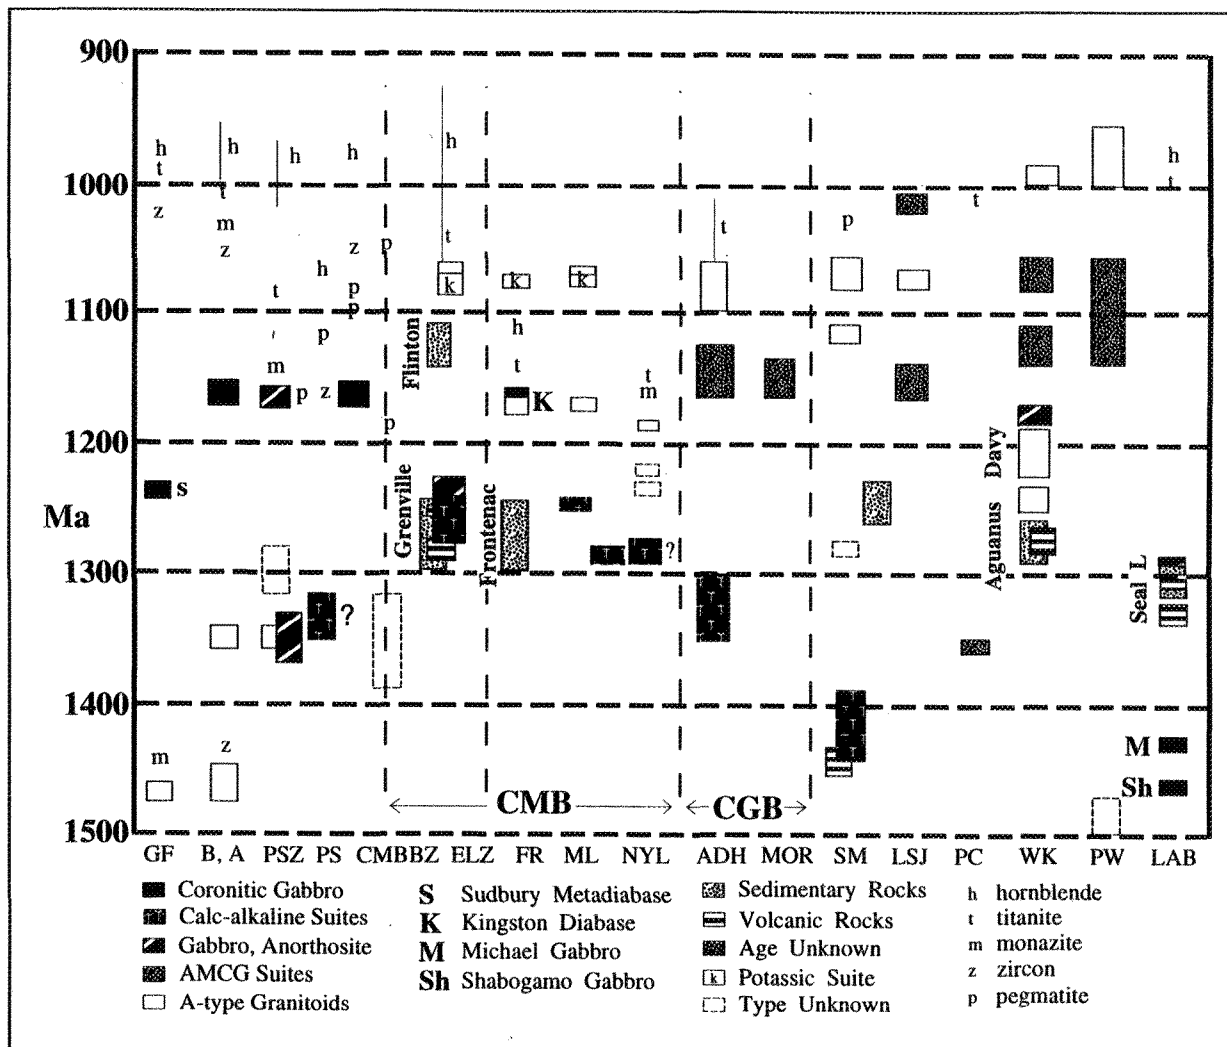 900
h
h
h
h
h
h
t
1000
t
t
t
z
m
t
p
z
z
p
t
h
k
k
k
t
p
1100
p
h
p
Flinton
m
t
t
m
p
z
K
p
1200
Grenville
Frontenac
Davy
Aguanus
s
Ma
?
1300
Seal L
?
1400
m
z
M
Sh
CMB
CGB
1500
GF B, A PSZ PS CMBBZ ELZ FR ML NYL ADH MOR SM LSJ PC WK PW LAB
Coronitic Gabbro
Calc-alkaline Suites
Gabbro, Anorthosite
AMCG Suites
A-type Granitoids
S Sudbury Metadiabase
K Kingston Diabase
M Michael Gabbro
Sh Shabogamo Gabbro
Sedimentary Rocks
Volcanic Rocks
Age Unknown
k Potassic Suite
Type Unknown
h hornblende
t titanite
m monazite
z zircon
p pegmatite